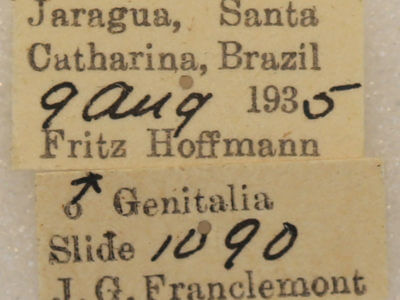 Jaragua, Santa
Catharina, Brazil
9 Aug 1935
Fritz Hoffmann
♂ Genitalia
Slide 1090
J. G. Franclemont